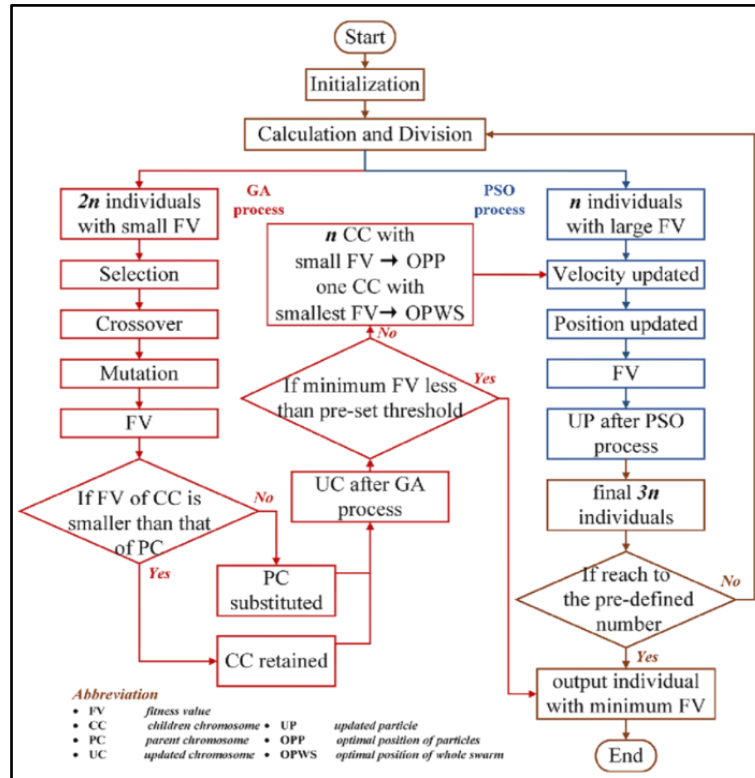 Start
Initialization
Calculation and Division
2n individuals
with small FV
GA
process
PSO
process
n individuals
with large FV
n CC with
small FV → OPP
one CC with
smallest FV → OPWS
Selection
Velocity updated
Crossover
Position updated
No
Mutation
If minimum FV less
than pre-set threshold
Yes
FV
FV
UP after PSO
process
If FV of CC is
smaller than that
of PC
No
UC after GA
process
final 3n
individuals
Yes
PC
substituted
If reach to
the pre-defined
number
No
CC retained
Yes
output individual
with minimum FV
End
Abbreviation
• FV fitness value
• CC children chromosome • UP updated particle
• PC parent chromosome • OPP optimal position of particles
• UC updated chromosome • OPWS optimal position of whole swarm